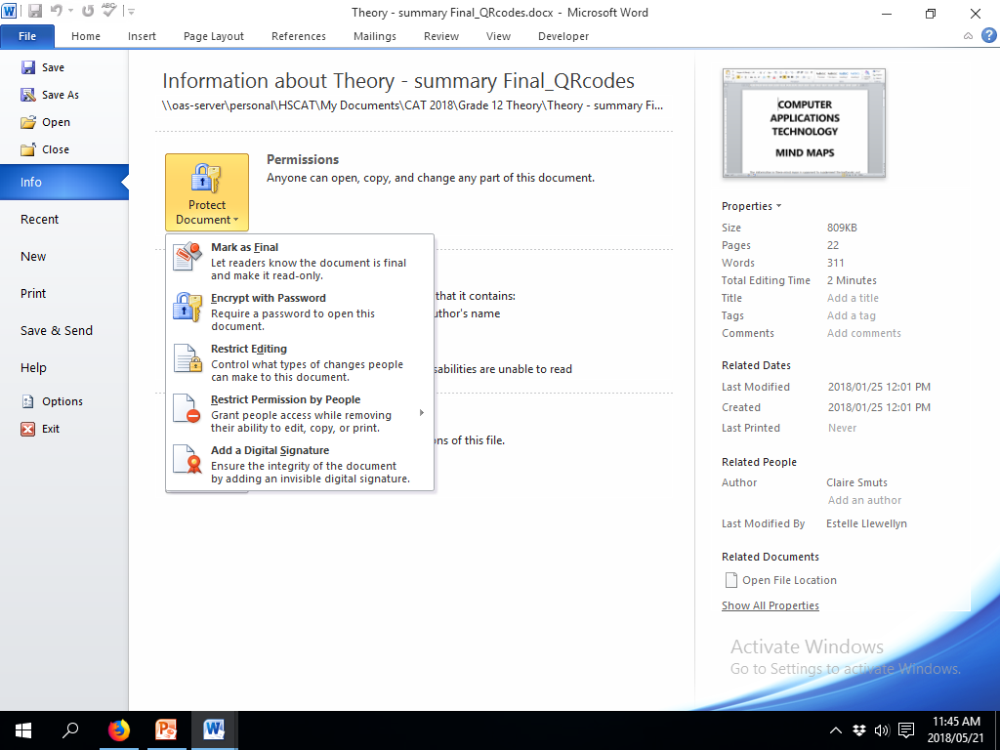 Theory - summary Final_QRcodes.docx - Microsoft Word
File Home Insert Page Layout References Mailings Review View Developer
Save
Save As
Open
Close
Info
Recent
New
Print
Save & Send
Help
Options
Exit
Information about Theory - summary Final_QRcodes
\\oas-server\personal\HSCAT\My Documents\CAT 2018\Grade 12 Theory\Theory - summary Fi...
Protect
Document
Permissions
Anyone can open, copy, and change any part of this document.
Mark as Final
Let readers know the document is final
and make it read-only.
Encrypt with Password
Require a password to open this
document.
Restrict Editing
Control what types of changes people
can make to this document.
Restrict Permission by People
Grant people access while removing
their ability to edit, copy, or print.
Add a Digital Signature
Ensure the integrity of the document
by adding an invisible digital signature.
that it contains:
uthor's name
sabilities are unable to read
ns of this file.
COMPUTER
APPLICATIONS
TECHNOLOGY
MIND MAPS
Properties
Size 809KB
Pages 22
Words 311
Total Editing Time 2 Minutes
Title Add a title
Tags Add a tag
Comments Add comments
Related Dates
Last Modified 2018/01/25 12:01 PM
Created 2018/01/25 12:01 PM
Last Printed Never
Related People
Author Claire Smuts
Add an author
Last Modified By Estelle Llewellyn
Related Documents
Open File Location
Show All Properties
Activate Windows
Go to Settings to activate Windows.
11:45 AM
2018/05/21